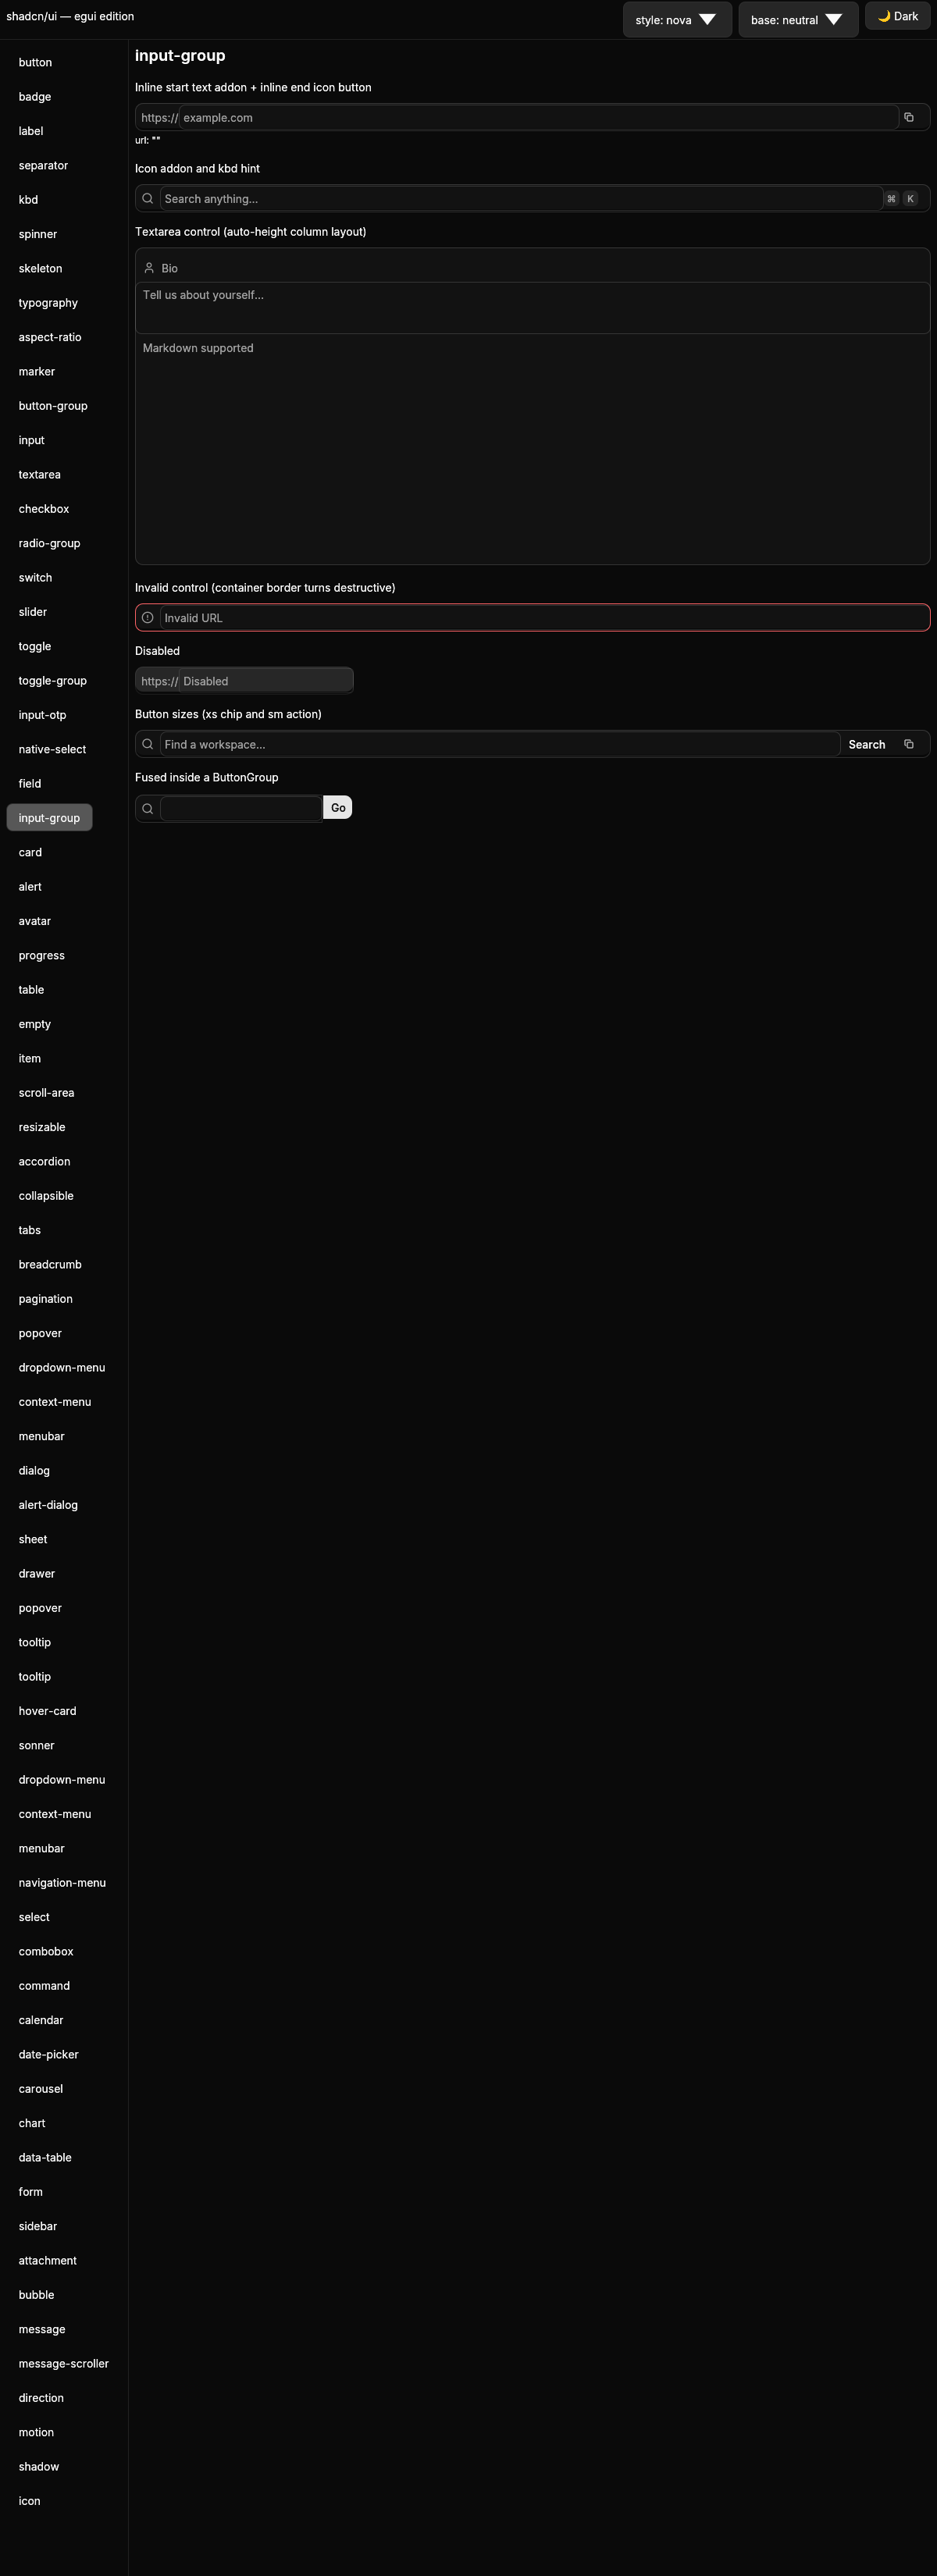 shadcn/ui — egui edition
style: nova
base: neutral
🌙 Dark
button
badge
label
separator
kbd
spinner
skeleton
typography
aspect-ratio
marker
button-group
input
textarea
checkbox
radio-group
switch
slider
toggle
toggle-group
input-otp
native-select
field
input-group
card
alert
avatar
progress
table
empty
item
scroll-area
resizable
accordion
collapsible
tabs
breadcrumb
pagination
popover
dropdown-menu
context-menu
menubar
dialog
alert-dialog
sheet
drawer
popover
tooltip
tooltip
hover-card
sonner
dropdown-menu
context-menu
menubar
navigation-menu
select
combobox
command
calendar
date-picker
carousel
chart
data-table
form
sidebar
attachment
bubble
message
message-scroller
direction
motion
shadow
icon
input-group
Inline start text addon + inline end icon button
https:// example.com
url: ""
Icon addon and kbd hint
Search anything... ⌘ K
Textarea control (auto-height column layout)
Bio
Tell us about yourself...
Markdown supported
Invalid control (container border turns destructive)
Invalid URL
Disabled
https:// Disabled
Button sizes (xs chip and sm action)
Find a workspace... Search
Fused inside a ButtonGroup
Go